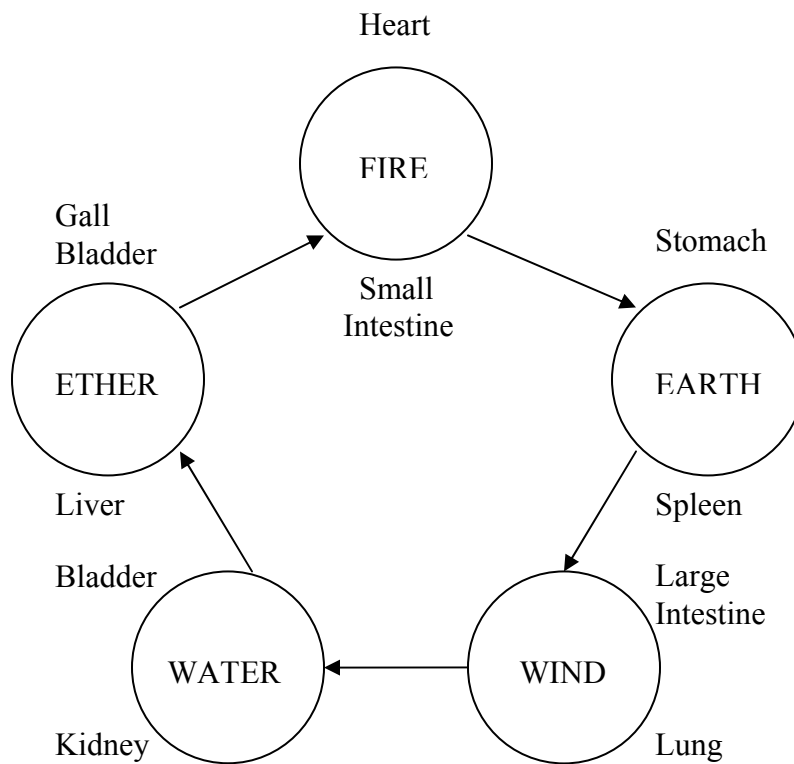 Heart
FIRE
Gall
Bladder
Stomach
Small
Intestine
ETHER
EARTH
Liver
Spleen
Bladder
Large
Intestine
WATER
WIND
Kidney
Lung